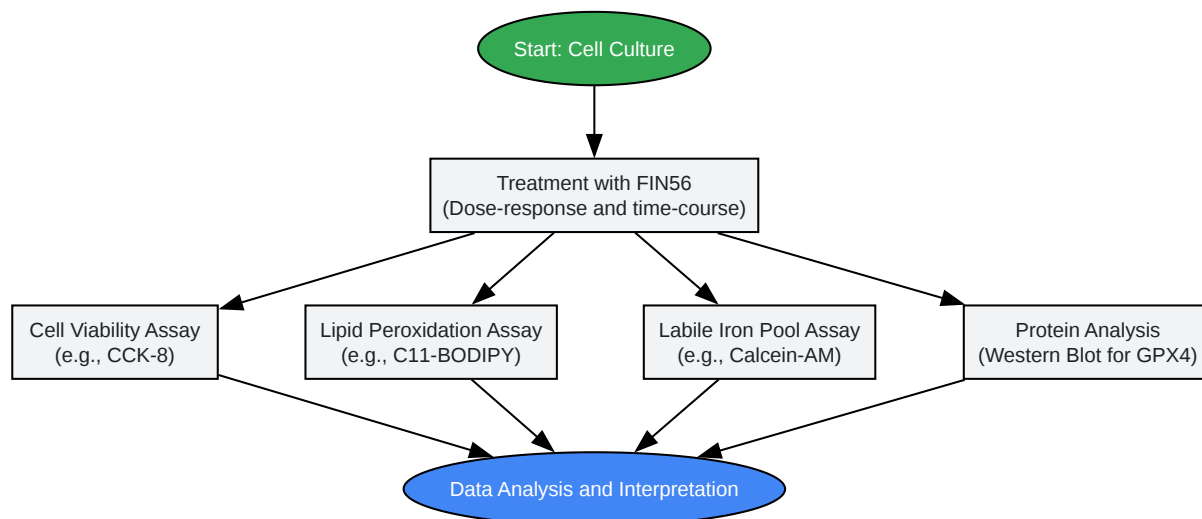 Start: Cell Culture
Treatment with FIN56
(Dose-response and time-course)
Cell Viability Assay
(e.g., CCK-8)
Lipid Peroxidation Assay
(e.g., C11-BODIPY)
Labile Iron Pool Assay
(e.g., Calcein-AM)
Protein Analysis
(Western Blot for GPX4)
Data Analysis and Interpretation